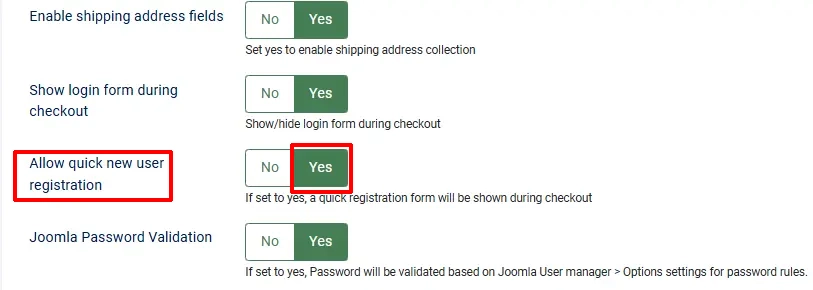 Enable shipping address fields
No Yes
Set yes to enable shipping address collection
Show login form during
checkout
No Yes
Show/hide login form during checkout
Allow quick new user
registration
No Yes
If set to yes, a quick registration form will be shown during checkout
Joomla Password Validation
No Yes
If set to yes, Password will be validated based on Joomla User manager > Options settings for password rules.